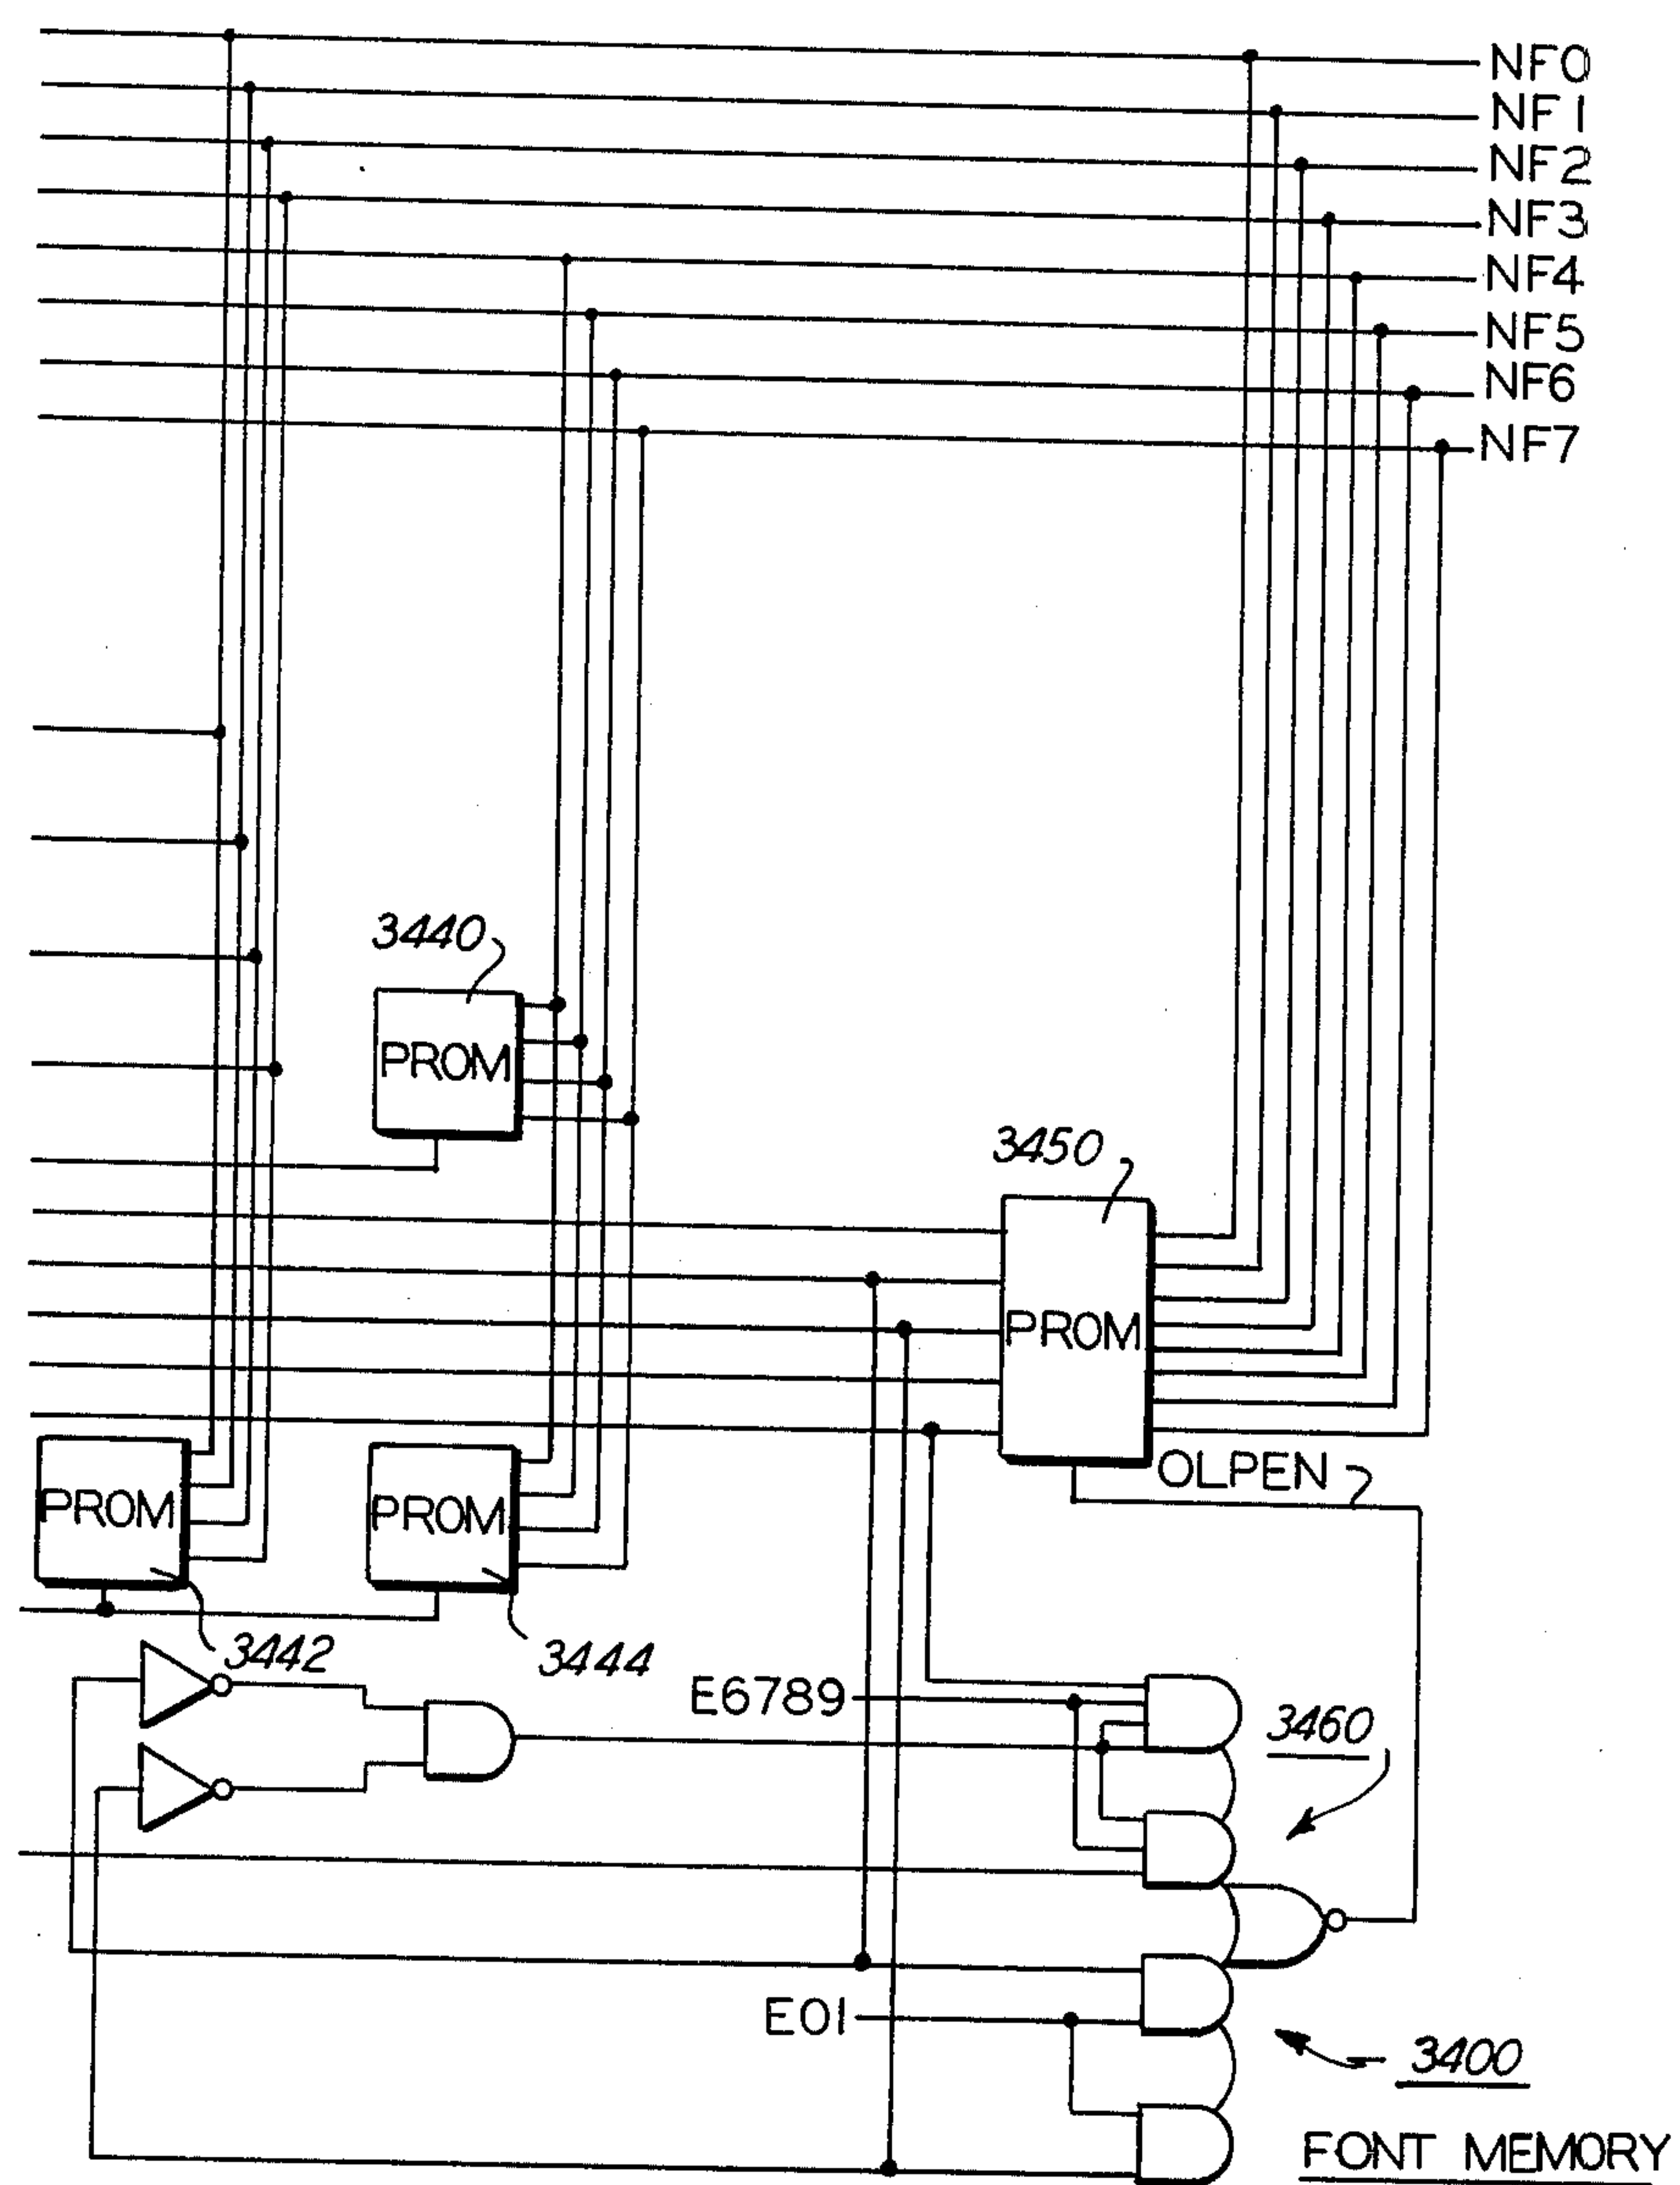 NF0
NF1
NF2
NF3
NF4
NF5
NF6
NF7
3440
PROM
3450
PROM
OLPEN
PROM
PROM
3442
3444
E6789
3460
E01
3400
FONT MEMORY